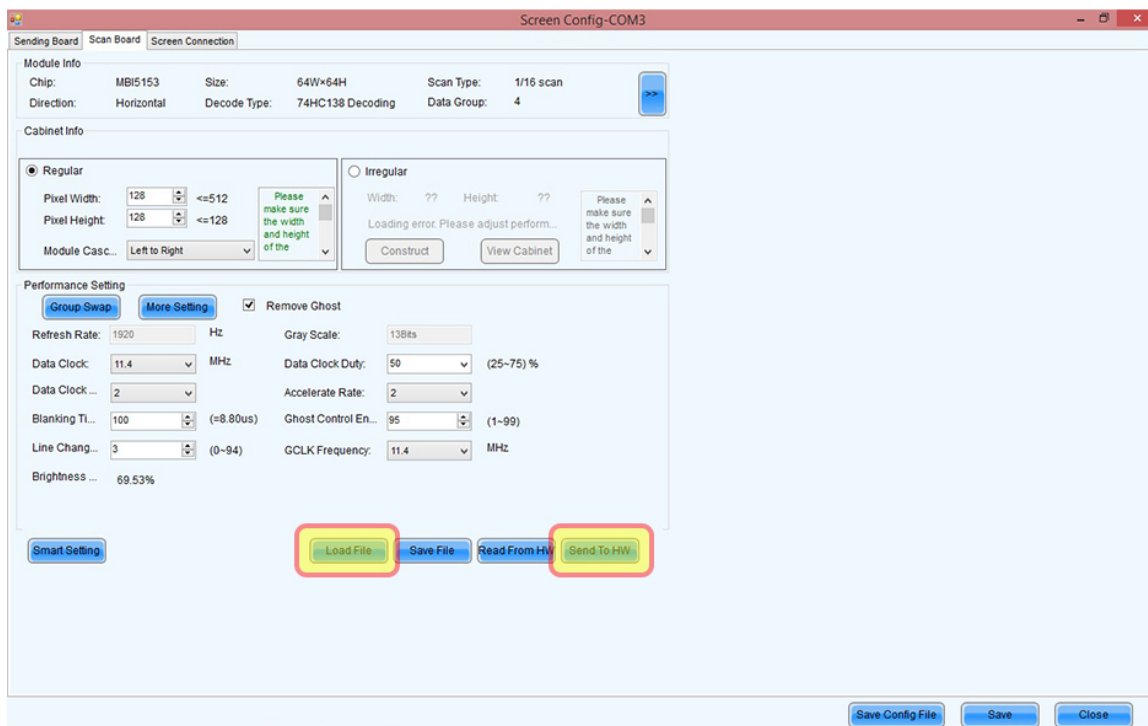 Screen Config-COM3
Sending Board Scan Board Screen Connection
Module Info
Chip: MBI5153 Size: 64W×64H Scan Type: 1/16 scan
Direction: Horizontal Decode Type: 74HC138 Decoding Data Group: 4
>>
Cabinet Info
Regular
Pixel Width: 128 <=512
Pixel Height: 128 <=128
Module Casc... Left to Right
Please
make sure
the width
and height
of the
Irregular
Width: ?? Height: ??
Loading error. Please adjust perform...
Construct View Cabinet
Please
make sure
the width
and height
of the
Performance Setting
Group Swap More Setting Remove Ghost
Refresh Rate: 1920 Hz Gray Scale: 13Bits
Data Clock: 11.4 MHz Data Clock Duty: 50 (25~75) %
Data Clock ... 2 Accelerate Rate: 2
Blanking Ti... 100 (=8.80us) Ghost Control En... 95 (1~99)
Line Chang... 3 (0~94) GCLK Frequency: 11.4 MHz
Brightness ... 69.53%
Smart Setting Load File Save File Read From HW Send To HW
Save Config File Save Close